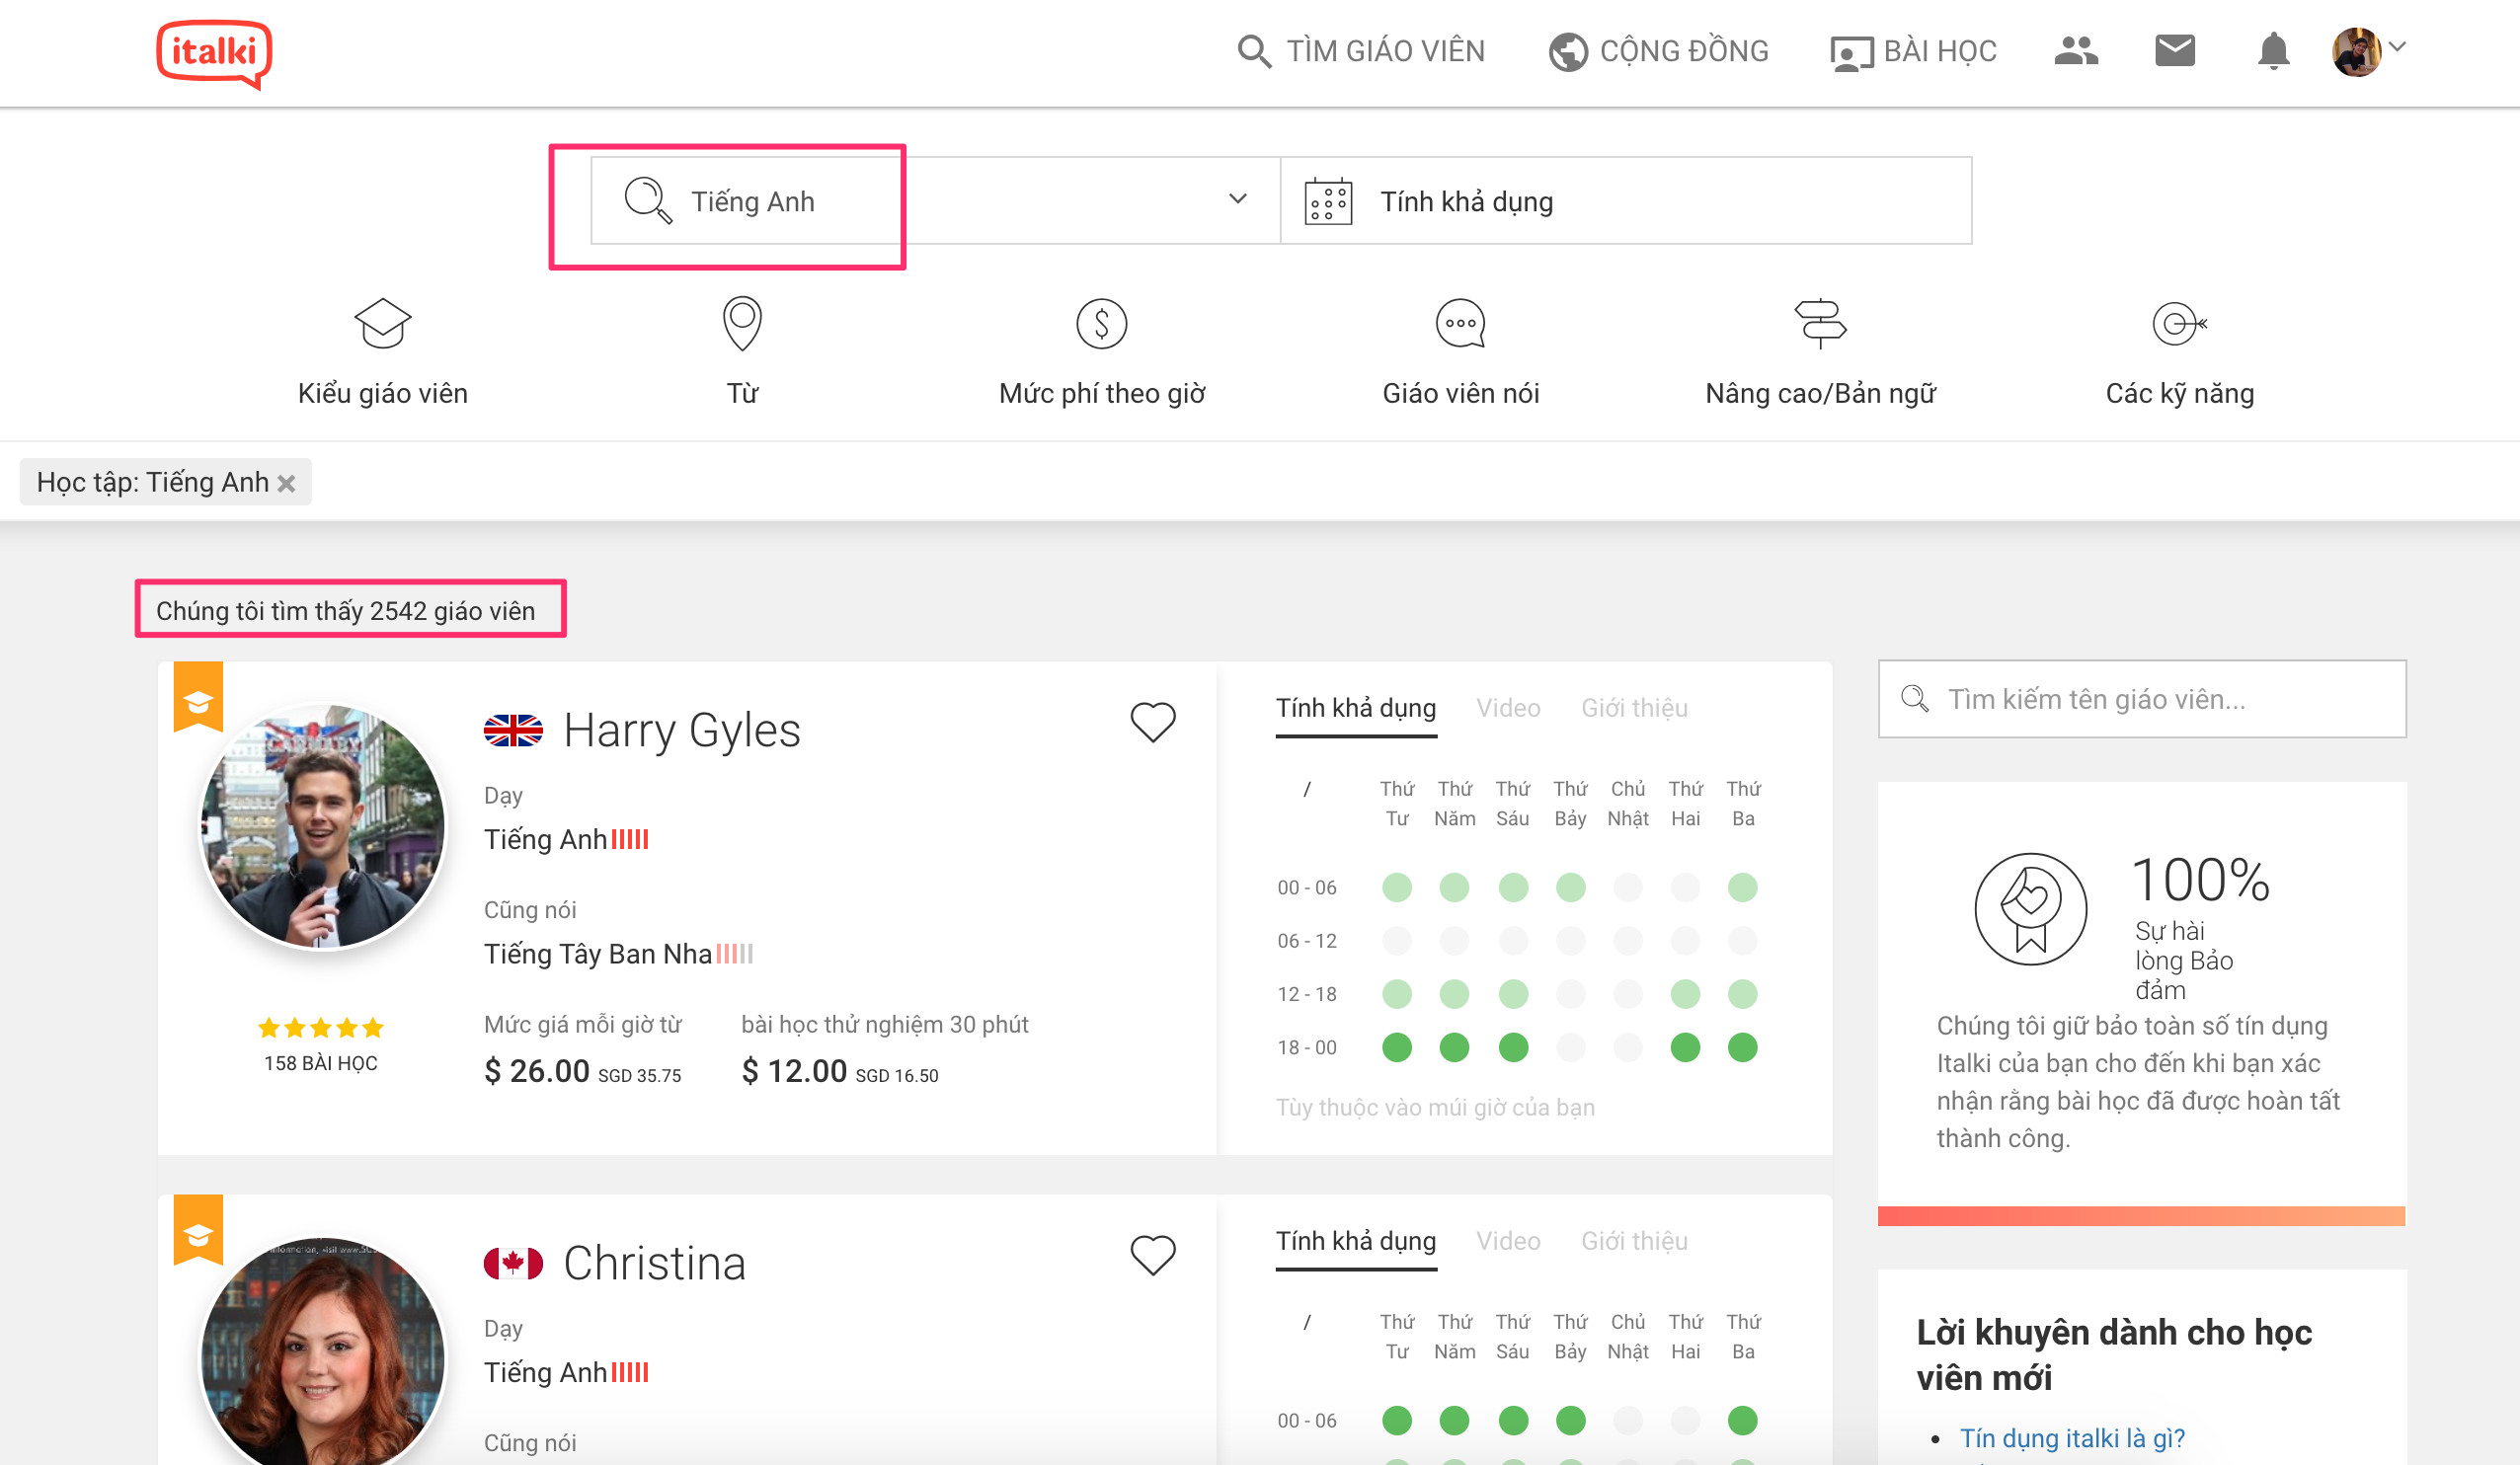 italki
TÌM GIÁO VIÊN
CỘNG ĐỒNG
BÀI HỌC
Tiếng Anh
Tính khả dụng
Kiểu giáo viên
Từ
Mức phí theo giờ
Giáo viên nói
Nâng cao/Bản ngữ
Các kỹ năng
Học tập: Tiếng Anh
Chúng tôi tìm thấy 2542 giáo viên
Harry Gyles
Dạy
Tiếng Anh
Cũng nói
Tiếng Tây Ban Nha
158 BÀI HỌC
Mức giá mỗi giờ từ
$ 26.00 SGD 35.75
bài học thử nghiệm 30 phút
$ 12.00 SGD 16.50
Tính khả dụng Video Giới thiệu
/ Thứ Thứ Thứ Thứ Chủ Thứ Thứ
Tư Năm Sáu Bảy Nhật Hai Ba
00 - 06
06 - 12
12 - 18
18 - 00
Tùy thuộc vào múi giờ của bạn
Tìm kiếm tên giáo viên...
100%
Sự hài
lòng Bảo
đảm
Chúng tôi giữ bảo toàn số tín dụng
Italki của bạn cho đến khi bạn xác
nhận rằng bài học đã được hoàn tất
thành công.
Christina
Dạy
Tiếng Anh
Cũng nói
Tính khả dụng Video Giới thiệu
/ Thứ Thứ Thứ Thứ Chủ Thứ Thứ
Tư Năm Sáu Bảy Nhật Hai Ba
00 - 06
Lời khuyên dành cho học
viên mới
Tín dụng italki là gì?